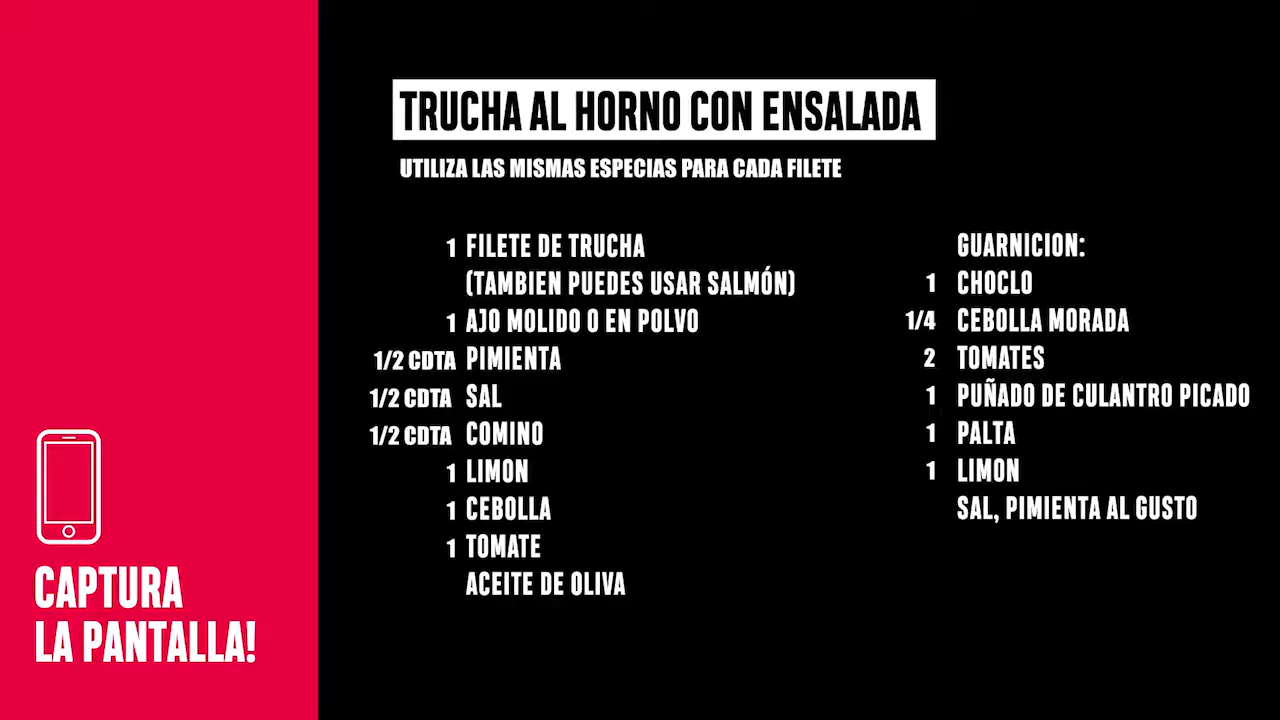 TRUCHA AL HORNO CON ENSALADA
UTILIZA LAS MISMAS ESPECIAS PARA CADA FILETE
1 FILETE DE TRUCHA
(TAMBIEN PUEDES USAR SALMÓN)
1 AJO MOLIDO O EN POLVO
1/2 CDTA PIMIENTA
1/2 CDTA SAL
1/2 CDTA COMINO
1 LIMON
1 CEBOLLA
1 TOMATE
ACEITE DE OLIVA
GUARNICION:
1 CHOCLO
1/4 CEBOLLA MORADA
2 TOMATES
1 PUÑADO DE CULANTRO PICADO
1 PALTA
1 LIMON
SAL, PIMIENTA AL GUSTO
CAPTURA
LA PANTALLA!